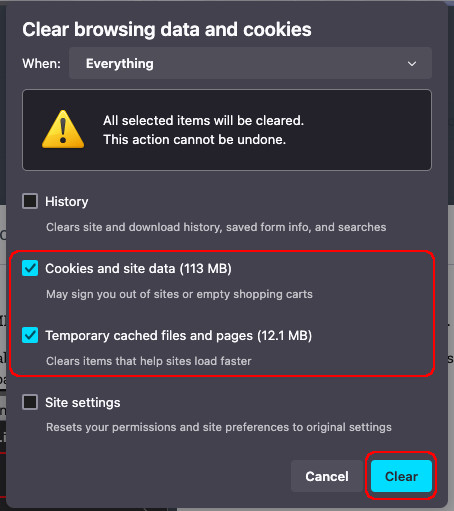 Clear browsing data and cookies
When: Everything
All selected items will be cleared.
This action cannot be undone.
History
Clears site and download history, saved form info, and searches
Cookies and site data (113 MB)
May sign you out of sites or empty shopping carts
Temporary cached files and pages (12.1 MB)
Clears items that help sites load faster
Site settings
Resets your permissions and site preferences to original settings
Cancel Clear